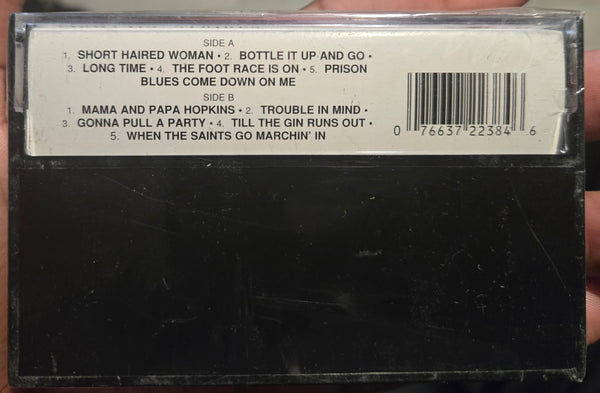 SIDE A
1. SHORT HAIRED WOMAN • 2. BOTTLE IT UP AND GO •
3. LONG TIME • 4. THE FOOT RACE IS ON • 5. PRISON
BLUES COME DOWN ON ME
SIDE B
1. MAMA AND PAPA HOPKINS • 2. TROUBLE IN MIND •
3. GONNA PULL A PARTY • 4. TILL THE GIN RUNS OUT •
5. WHEN THE SAINTS GO MARCHIN' IN
0 76637 22384 6